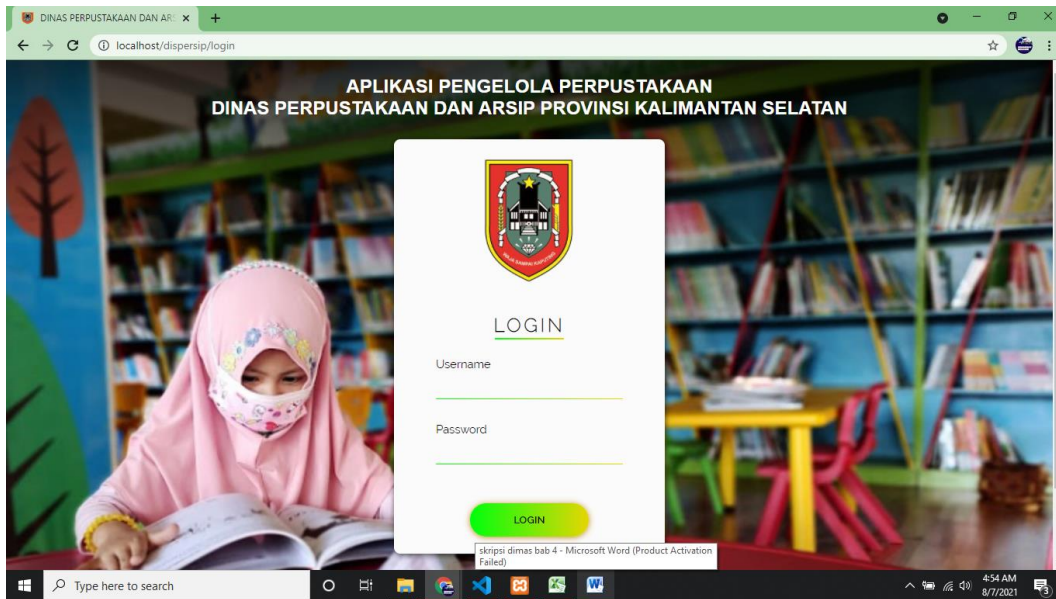 DINAS PERPUSTAKAAN DAN ARS
localhost/dispersip/login
APLIKASI PENGELOLA PERPUSTAKAAN
DINAS PERPUSTAKAAN DAN ARSIP PROVINSI KALIMANTAN SELATAN
LOGIN
Username
Password
LOGIN
skripsi dimas bab 4 - Microsoft Word (Product Activation
Failed)
Type here to search
4:54 AM
8/7/2021
3